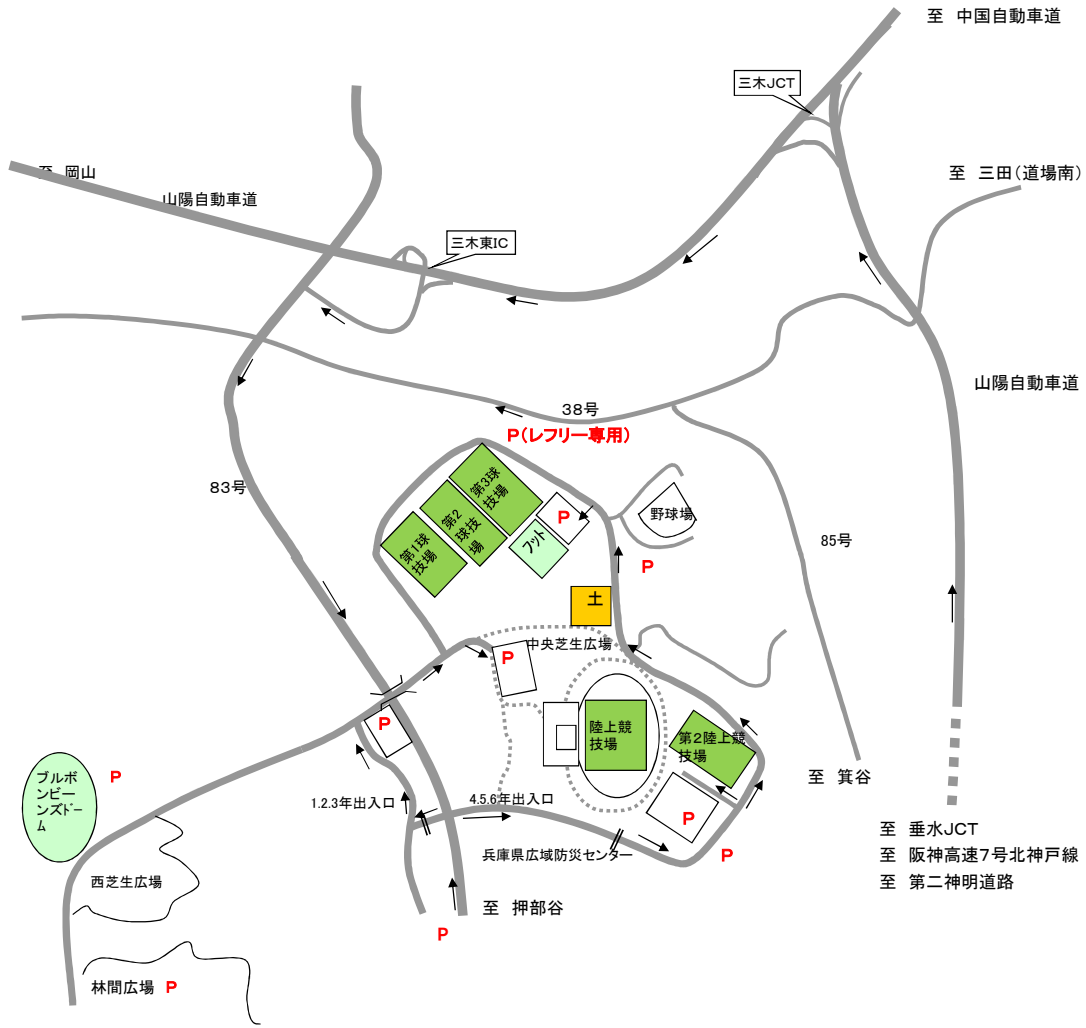 至 中国自動車道
三木JCT
至 岡山
至 三田(道場南)
山陽自動車道
三木東IC
山陽自動車道
38号
P(レフリー専用)
83号
第3球
技場
第2
球技
場
第1球
技場
P
フット
野球場
85号
P
土
中央芝生広場
P
P
陸上競
技場
第2陸上競
技場
ブルボ
ンビー
ンズドー
ム
P
至 箕谷
1.2.3年出入口
4.5.6年出入口
P
至 垂水JCT
兵庫県広域防災センター
P
至 阪神高速7号北神戸線
西芝生広場
至 第二神明道路
至 押部谷
P
林間広場 P